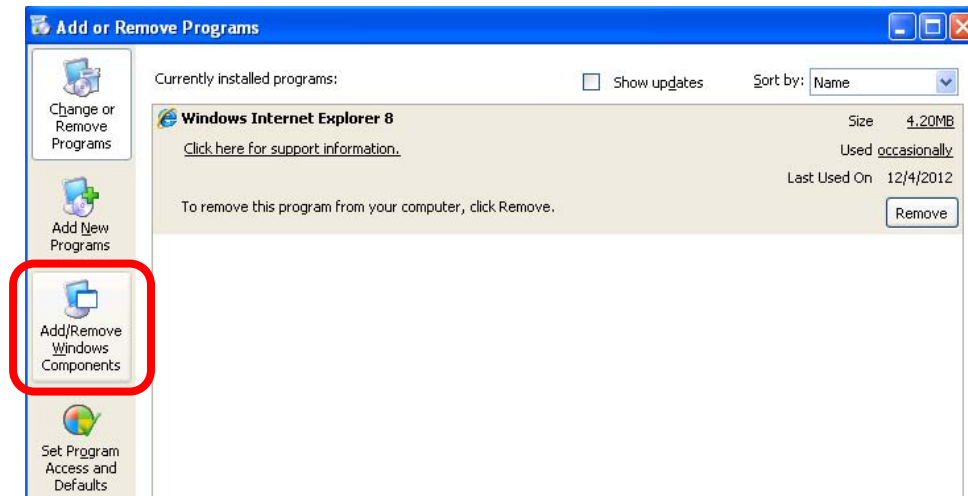 Add or Remove Programs
Change or
Remove
Programs
Add New
Programs
Add/Remove
Windows
Components
Set Program
Access and
Defaults
Currently installed programs:
Show updates
Sort by: Name
Windows Internet Explorer 8
Size 4.20MB
Click here for support information.
Used occasionally
Last Used On 12/4/2012
To remove this program from your computer, click Remove.
Remove